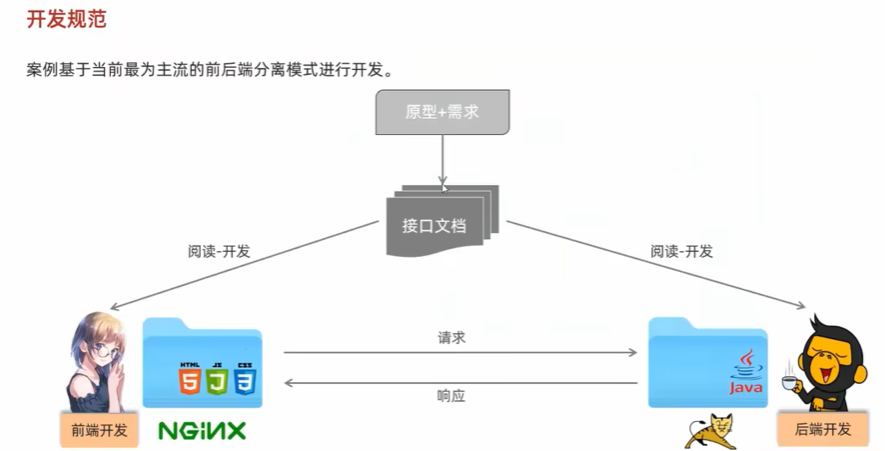 开发规范
案例基于当前最为主流的前后端分离模式进行开发。
原型+需求
接口文档
阅读-开发
阅读-开发
请求
响应
HTML JS CSS
5 3
Java
前端开发
NGiNX
后端开发